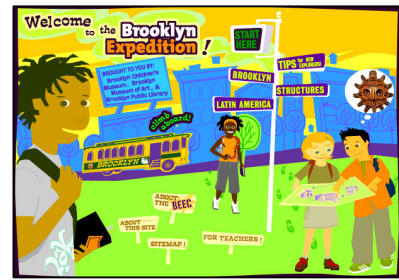 Welcome
to the Brooklyn
Expedition!
START
HERE
BROUGHT TO YOU BY:
Brooklyn Children's
Museum, Brooklyn
Museum of Art, &
Brooklyn Public Library
BROOKLYN
TIPS for NEW
EXPLORERS!
STRUCTURES
LATIN AMERICA
climb
aboard!
BROOKLYN
ABOUT
THE BEEC
ABOUT
THIS SITE
SITEMAP!
FOR TEACHERS!